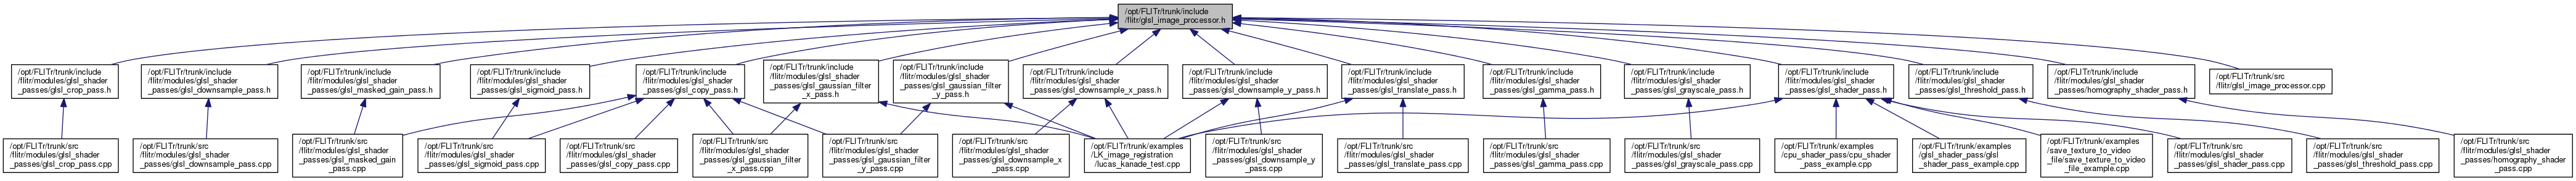 /opt/FLITr/trunk/include
/flitr/glsl_image_processor.h
/opt/FLITr/trunk/include
/flitr/modules/glsl_shader
_passes/glsl_crop_pass.h
/opt/FLITr/trunk/include
/flitr/modules/glsl_shader
_passes/glsl_downsample_pass.h
/opt/FLITr/trunk/include
/flitr/modules/glsl_shader
_passes/glsl_masked_gain_pass.h
/opt/FLITr/trunk/include
/flitr/modules/glsl_shader
_passes/glsl_sigmoid_pass.h
/opt/FLITr/trunk/include
/flitr/modules/glsl_shader
_passes/glsl_copy_pass.h
/opt/FLITr/trunk/include
/flitr/modules/glsl_shader
_passes/glsl_gaussian_filter
_x_pass.h
/opt/FLITr/trunk/include
/flitr/modules/glsl_shader
_passes/glsl_gaussian_filter
_y_pass.h
/opt/FLITr/trunk/include
/flitr/modules/glsl_shader
_passes/glsl_downsample_x_pass.h
/opt/FLITr/trunk/include
/flitr/modules/glsl_shader
_passes/glsl_downsample_y_pass.h
/opt/FLITr/trunk/include
/flitr/modules/glsl_shader
_passes/glsl_translate_pass.h
/opt/FLITr/trunk/include
/flitr/modules/glsl_shader
_passes/glsl_gamma_pass.h
/opt/FLITr/trunk/include
/flitr/modules/glsl_shader
_passes/glsl_grayscale_pass.h
/opt/FLITr/trunk/include
/flitr/modules/glsl_shader
_passes/glsl_shader_pass.h
/opt/FLITr/trunk/include
/flitr/modules/glsl_shader
_passes/glsl_threshold_pass.h
/opt/FLITr/trunk/include
/flitr/modules/glsl_shader
_passes/homography_shader_pass.h
/opt/FLITr/trunk/src
/flitr/glsl_image_processor.cpp
/opt/FLITr/trunk/src
/flitr/modules/glsl_shader
_passes/glsl_crop_pass.cpp
/opt/FLITr/trunk/src
/flitr/modules/glsl_shader
_passes/glsl_downsample_pass.cpp
/opt/FLITr/trunk/src
/flitr/modules/glsl_shader
_passes/glsl_masked_gain
_pass.cpp
/opt/FLITr/trunk/src
/flitr/modules/glsl_shader
_passes/glsl_sigmoid_pass.cpp
/opt/FLITr/trunk/src
/flitr/modules/glsl_shader
_passes/glsl_copy_pass.cpp
/opt/FLITr/trunk/src
/flitr/modules/glsl_shader
_passes/glsl_gaussian_filter
_x_pass.cpp
/opt/FLITr/trunk/src
/flitr/modules/glsl_shader
_passes/glsl_gaussian_filter
_y_pass.cpp
/opt/FLITr/trunk/src
/flitr/modules/glsl_shader
_passes/glsl_downsample_x
_pass.cpp
/opt/FLITr/trunk/examples
/LK_image_registration
/lucas_kanade_test.cpp
/opt/FLITr/trunk/src
/flitr/modules/glsl_shader
_passes/glsl_downsample_y
_pass.cpp
/opt/FLITr/trunk/src
/flitr/modules/glsl_shader
_passes/glsl_translate_pass.cpp
/opt/FLITr/trunk/src
/flitr/modules/glsl_shader
_passes/glsl_gamma_pass.cpp
/opt/FLITr/trunk/src
/flitr/modules/glsl_shader
_passes/glsl_grayscale_pass.cpp
/opt/FLITr/trunk/examples
/cpu_shader_pass/cpu_shader
_pass_example.cpp
/opt/FLITr/trunk/examples
/glsl_shader_pass/glsl
_shader_pass_example.cpp
/opt/FLITr/trunk/examples
/save_texture_to_video
_file/save_texture_to_video
_file_example.cpp
/opt/FLITr/trunk/src
/flitr/modules/glsl_shader
_passes/glsl_shader_pass.cpp
/opt/FLITr/trunk/src
/flitr/modules/glsl_shader
_passes/glsl_threshold_pass.cpp
/opt/FLITr/trunk/src
/flitr/modules/glsl_shader
_passes/homography_shader
_pass.cpp